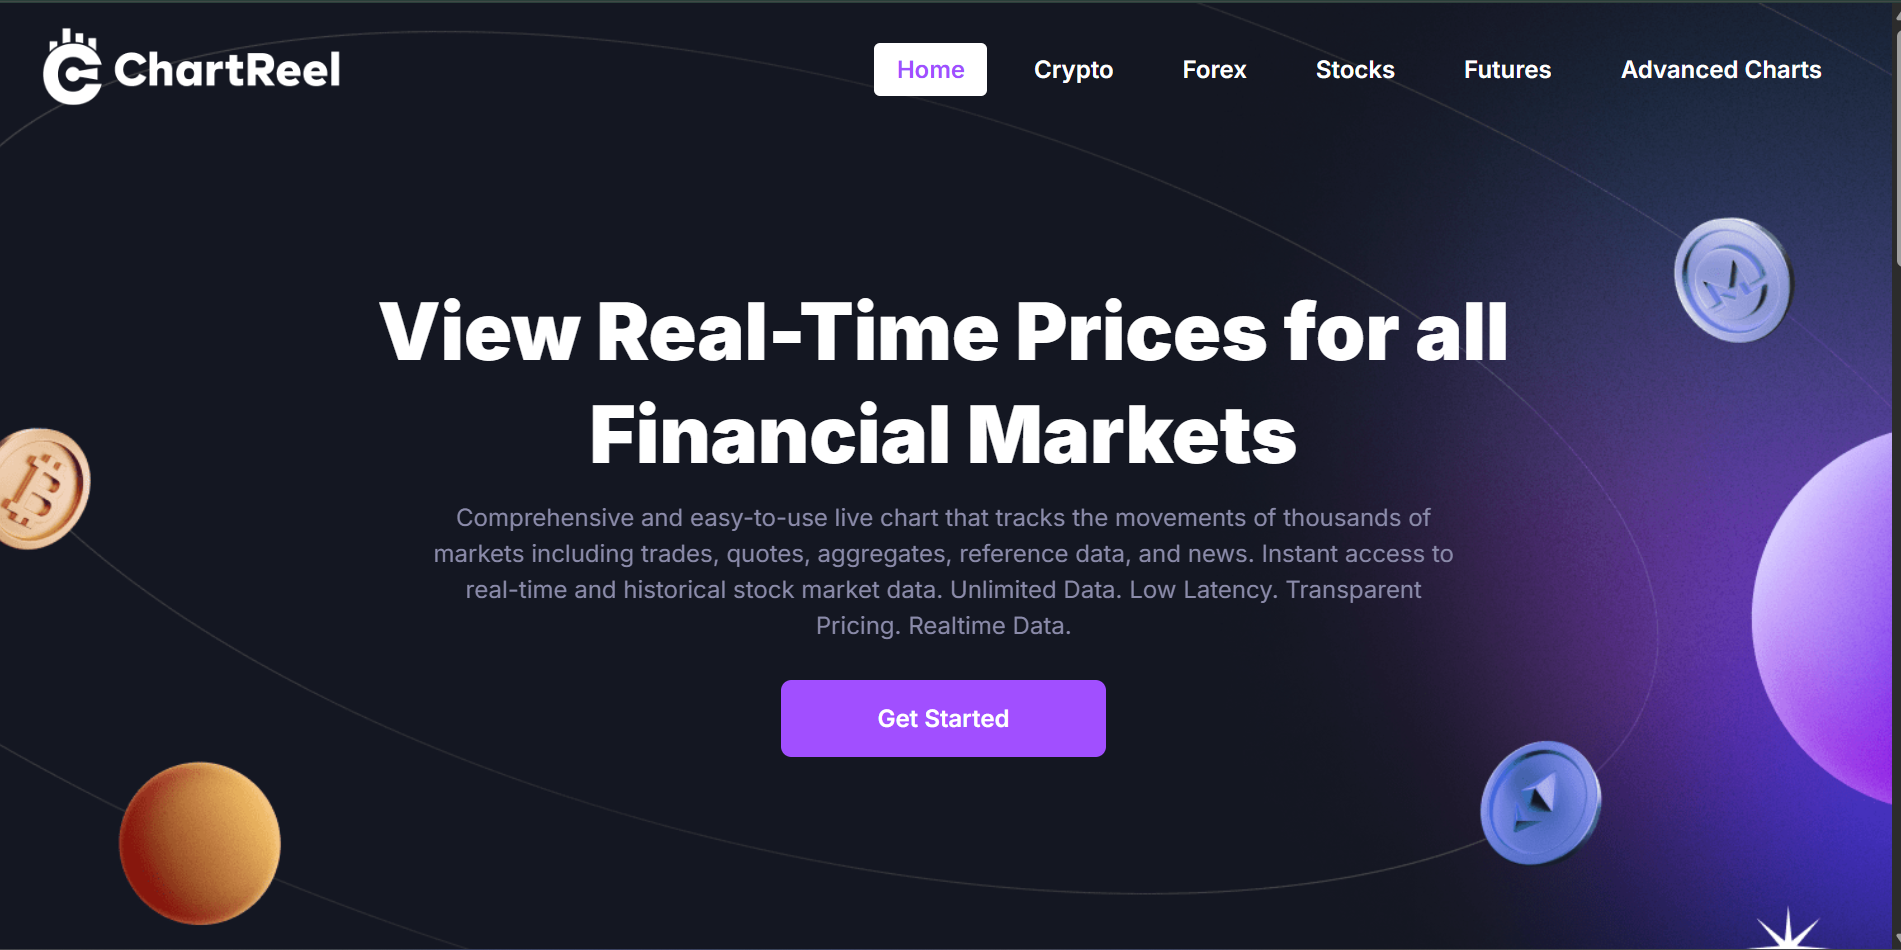 ChartReel
Home Crypto Forex Stocks Futures Advanced Charts
View Real-Time Prices for all
Financial Markets
Comprehensive and easy-to-use live chart that tracks the movements of thousands of
markets including trades, quotes, aggregates, reference data, and news. Instant access to
real-time and historical stock market data. Unlimited Data. Low Latency. Transparent
Pricing. Realtime Data.
Get Started